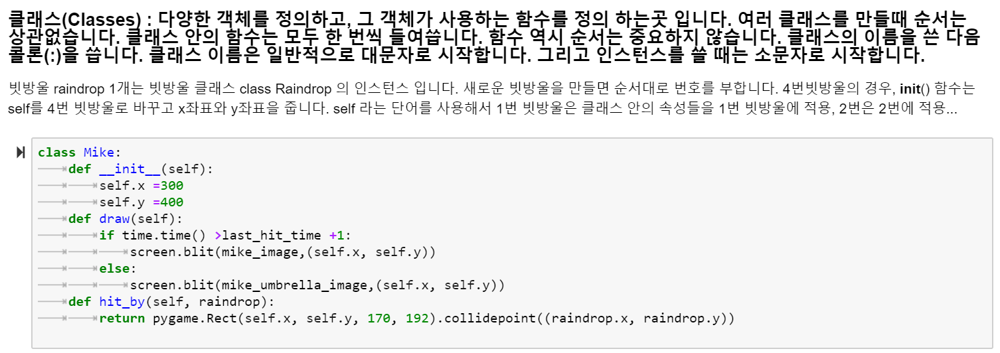 클래스(Classes) : 다양한 객체를 정의하고, 그 객체가 사용하는 함수를 정의 하는곳 입니다. 여러 클래스를 만들때 순서는
상관없습니다. 클래스 안의 함수는 모두 한 번씩 들여씁니다. 함수 역시 순서는 중요하지 않습니다. 클래스의 이름을 쓴 다음
콜론(:)을 씁니다. 클래스 이름은 일반적으로 대문자로 시작합니다. 그리고 인스턴스를 쓸 때는 소문자로 시작합니다.
빗방울 raindrop 1개는 빗방울 클래스 class Raindrop 의 인스턴스 입니다. 새로운 빗방울을 만들면 순서대로 번호를 부합니다. 4번빗방울의 경우, init() 함수는
self를 4번 빗방울로 바꾸고 x좌표와 y좌표을 줍니다. self 라는 단어를 사용해서 1번 빗방울은 클래스 안의 속성들을 1번 빗방울에 적용, 2번은 2번에 적용...
class Mike:
def __init__(self):
self.x =300
self.y =400
def draw(self):
if time.time() >last_hit_time +1:
screen.blit(mike_image,(self.x, self.y))
else:
screen.blit(mike_umbrella_image,(self.x, self.y))
def hit_by(self, raindrop):
return pygame.Rect(self.x, self.y, 170, 192).collidepoint((raindrop.x, raindrop.y))